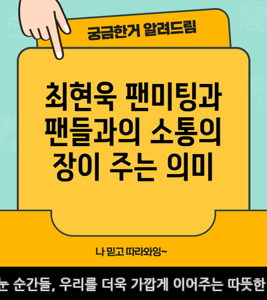 궁금한거 알려드림
최현욱 팬미팅과
팬들과의 소통의
장이 주는 의미
나 믿고 따라와임~
눈 순간들, 우리를 더욱 가깝게 이어주는 따뜻한